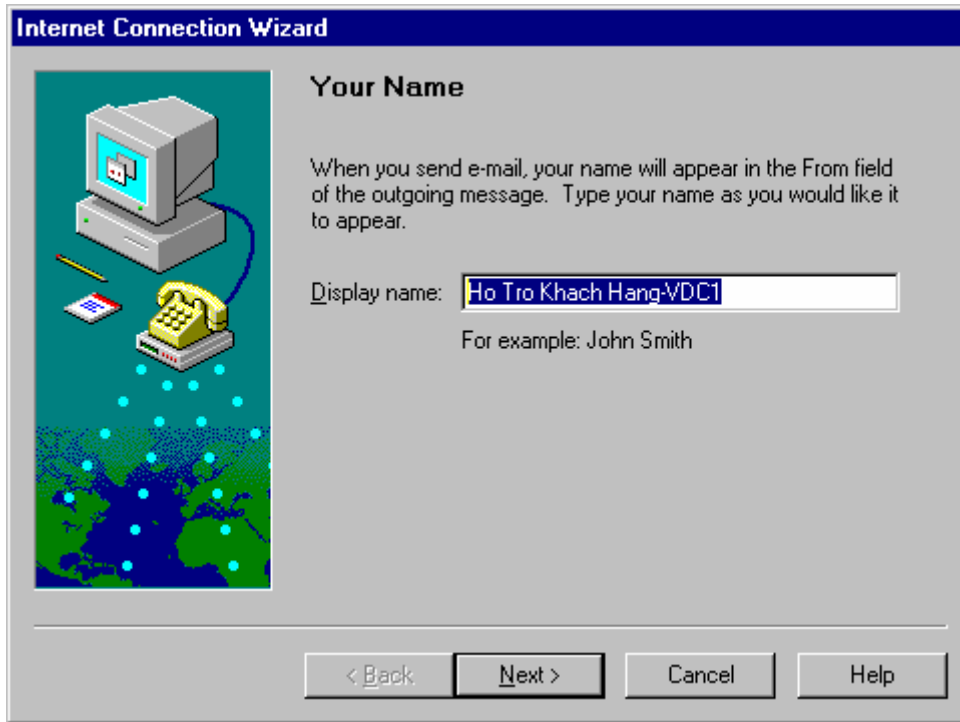 Internet Connection Wizard
Your Name
When you send e-mail, your name will appear in the From field
of the outgoing message.  Type your name as you would like it
to appear.
Display name: Ho Tro Khach Hang-VDC1
For example: John Smith
< Back Next > Cancel Help